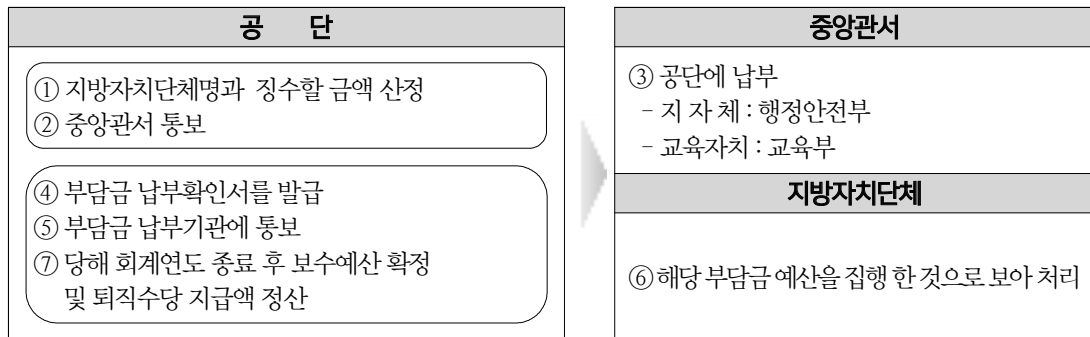 공 단
① 지방자치단체명과 징수할 금액 산정
② 중앙관서 통보
④ 부담금 납부확인서를 발급
⑤ 부담금 납부기관에 통보
⑦ 당해 회계연도 종료 후 보수예산 확정
및 퇴직수당 지급액 정산
중앙관서
③ 공단에 납부
- 지 자 체 : 행정안전부
- 교육자치 : 교육부
지방자치단체
⑥ 해당 부담금 예산을 집행 한 것으로 보아 처리